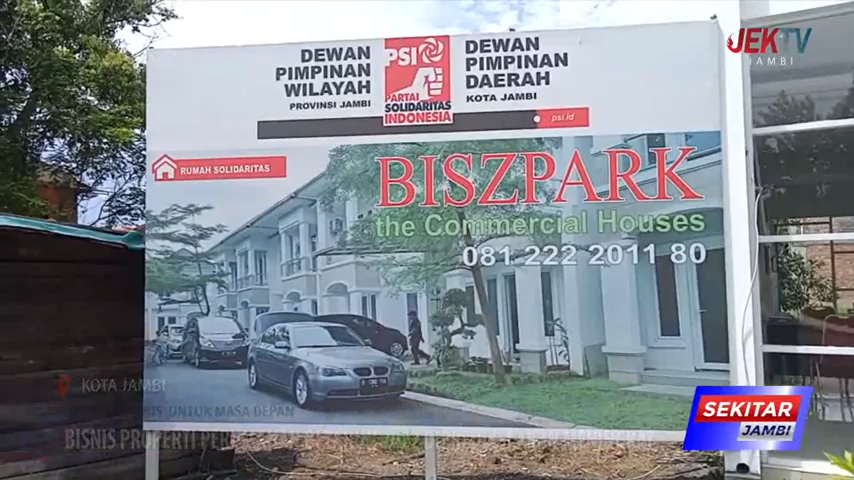 JEKTV
JAMBI
DEWAN
PIMPINAN
WILAYAH
PROVINSI JAMBI
PSI
PARTAI
SOLIDARITAS
INDONESIA
DEWAN
PIMPINAN
DAERAH
KOTA JAMBI
psi.id
RUMAH SOLIDARITAS
BISZPARK
the Commercial Houses
081 222 2011 80
KOTA JAMBI
UNTUK MASA DEPAN
BISNIS PROPERTI
SEKITAR
JAMBI